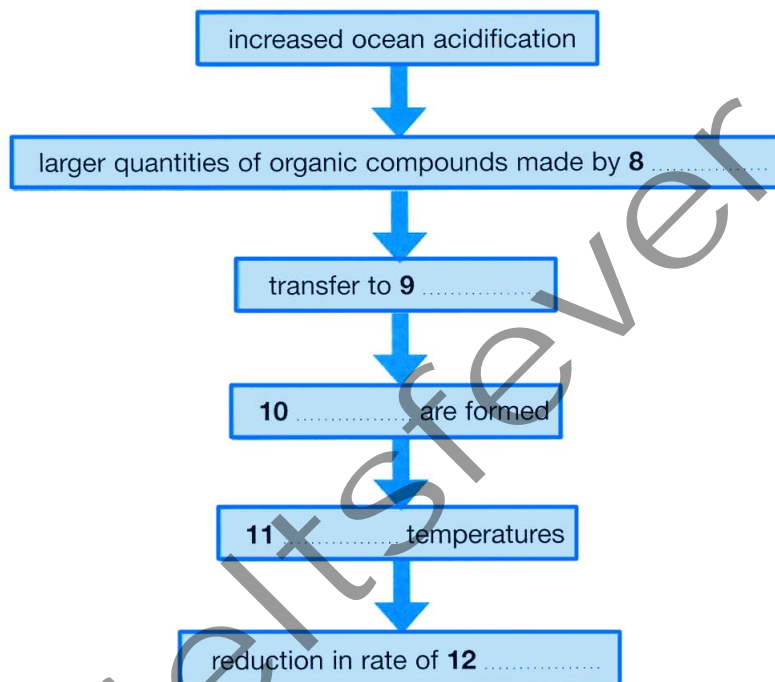 increased ocean acidification
larger quantities of organic compounds made by 8 ..................
transfer to 9 ..................
10 .................. are formed
11 .................. temperatures
reduction in rate of 12 ..................
ieltsfever